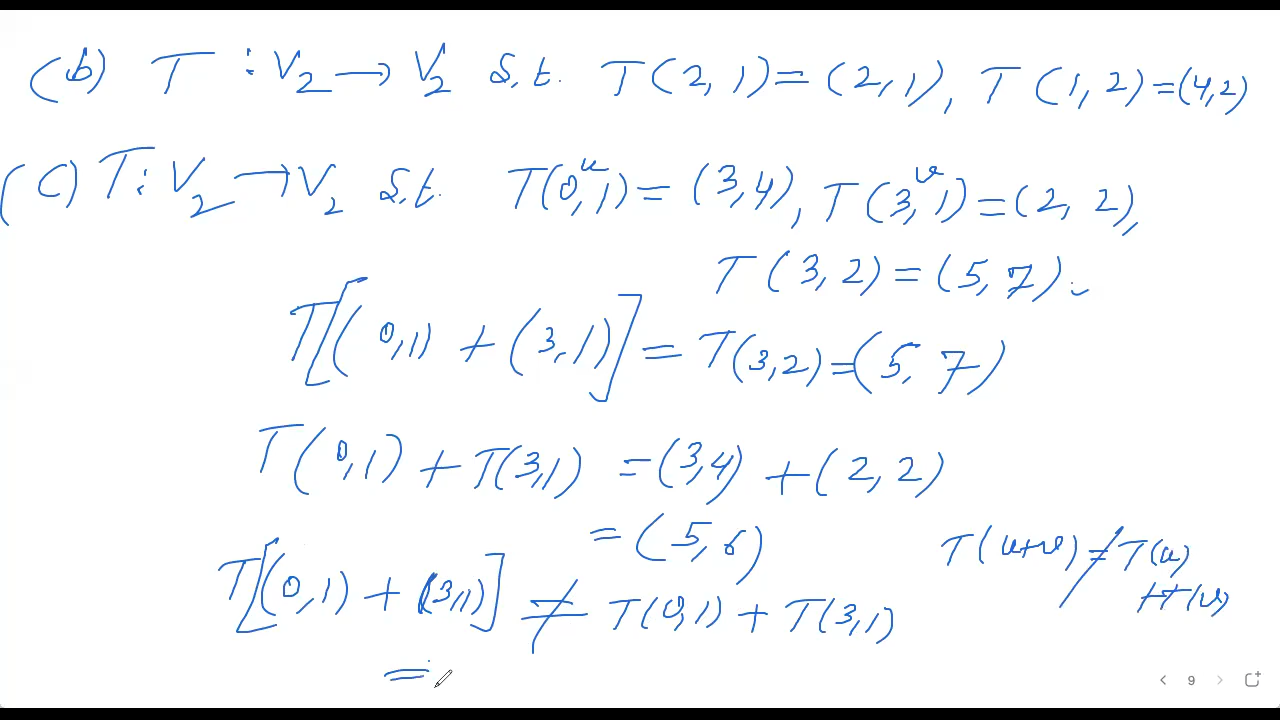 (b) T : V₂ → V₂ s.t. T(2, 1) = (2, 1), T(1, 2) = (4, 2)
(c) T : V₂ → V₂ s.t. T(0, 1) = (3, 4), T(3, 1) = (2, 2),
u v
T(3, 2) = (5, 7).
T[(0, 1) + (3, 1)] = T(3, 2) = (5, 7)
T(0, 1) + T(3, 1) = (3, 4) + (2, 2)
= (5, 6)
T(u+v) ≠ T(u)
+T(v)
T[(0, 1) + (3, 1)] ≠ T(0, 1) + T(3, 1)
=
9